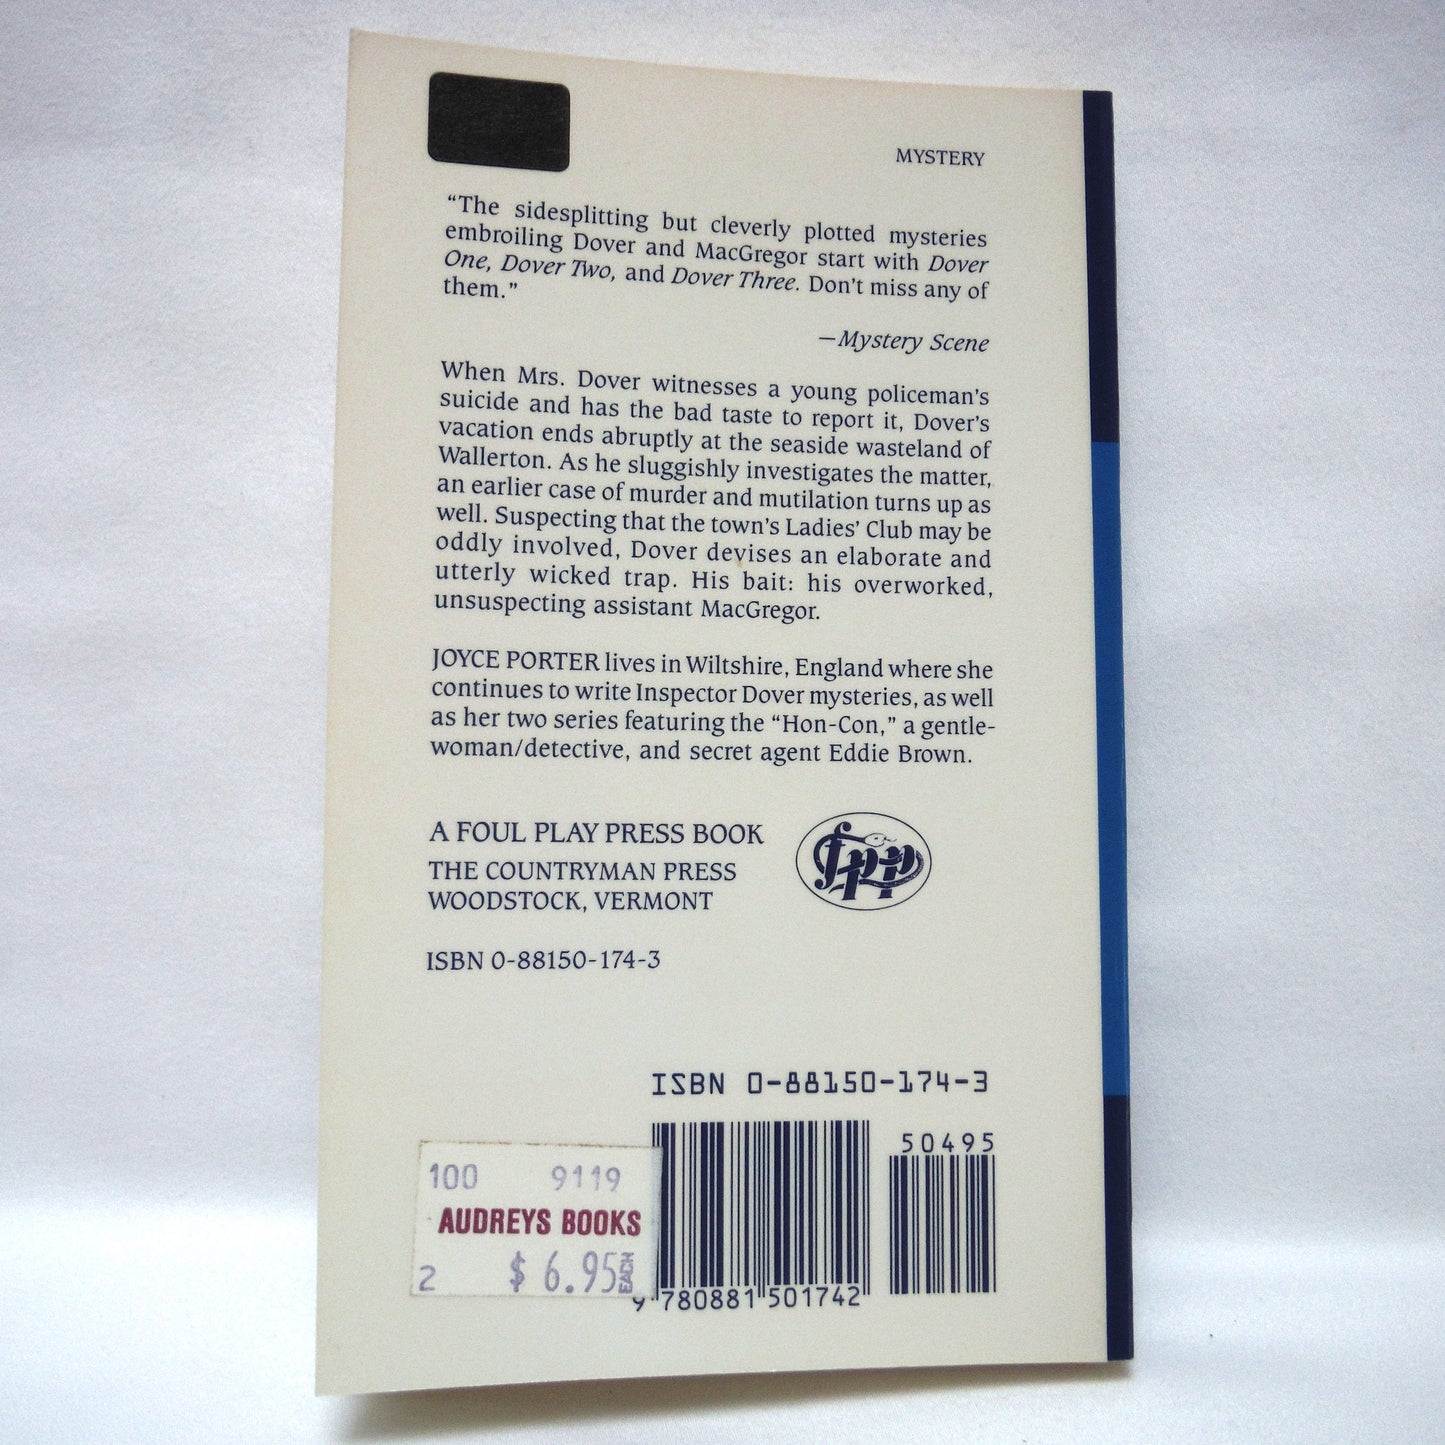 MYSTERY
“The sidesplitting but cleverly plotted mysteries
embroiling Dover and MacGregor start with Dover
One, Dover Two, and Dover Three. Don’t miss any of
them.”
—Mystery Scene
When Mrs. Dover witnesses a young policeman’s
suicide and has the bad taste to report it, Dover’s
vacation ends abruptly at the seaside wasteland of
Wallerton. As he sluggishly investigates the matter,
an earlier case of murder and mutilation turns up as
well. Suspecting that the town’s Ladies’ Club may be
oddly involved, Dover devises an elaborate and
utterly wicked trap. His bait: his overworked,
unsuspecting assistant MacGregor.
JOYCE PORTER lives in Wiltshire, England where she
continues to write Inspector Dover mysteries, as well
as her two series featuring the “Hon-Con,” a gentle-
woman/detective, and secret agent Eddie Brown.
A FOUL PLAY PRESS BOOK
THE COUNTRYMAN PRESS
WOODSTOCK, VERMONT
fpp
ISBN 0-88150-174-3
ISBN 0-88150-174-3
50495
100 9119
AUDREYS BOOKS
2 $ 6.95 EACH
9 780881 501742